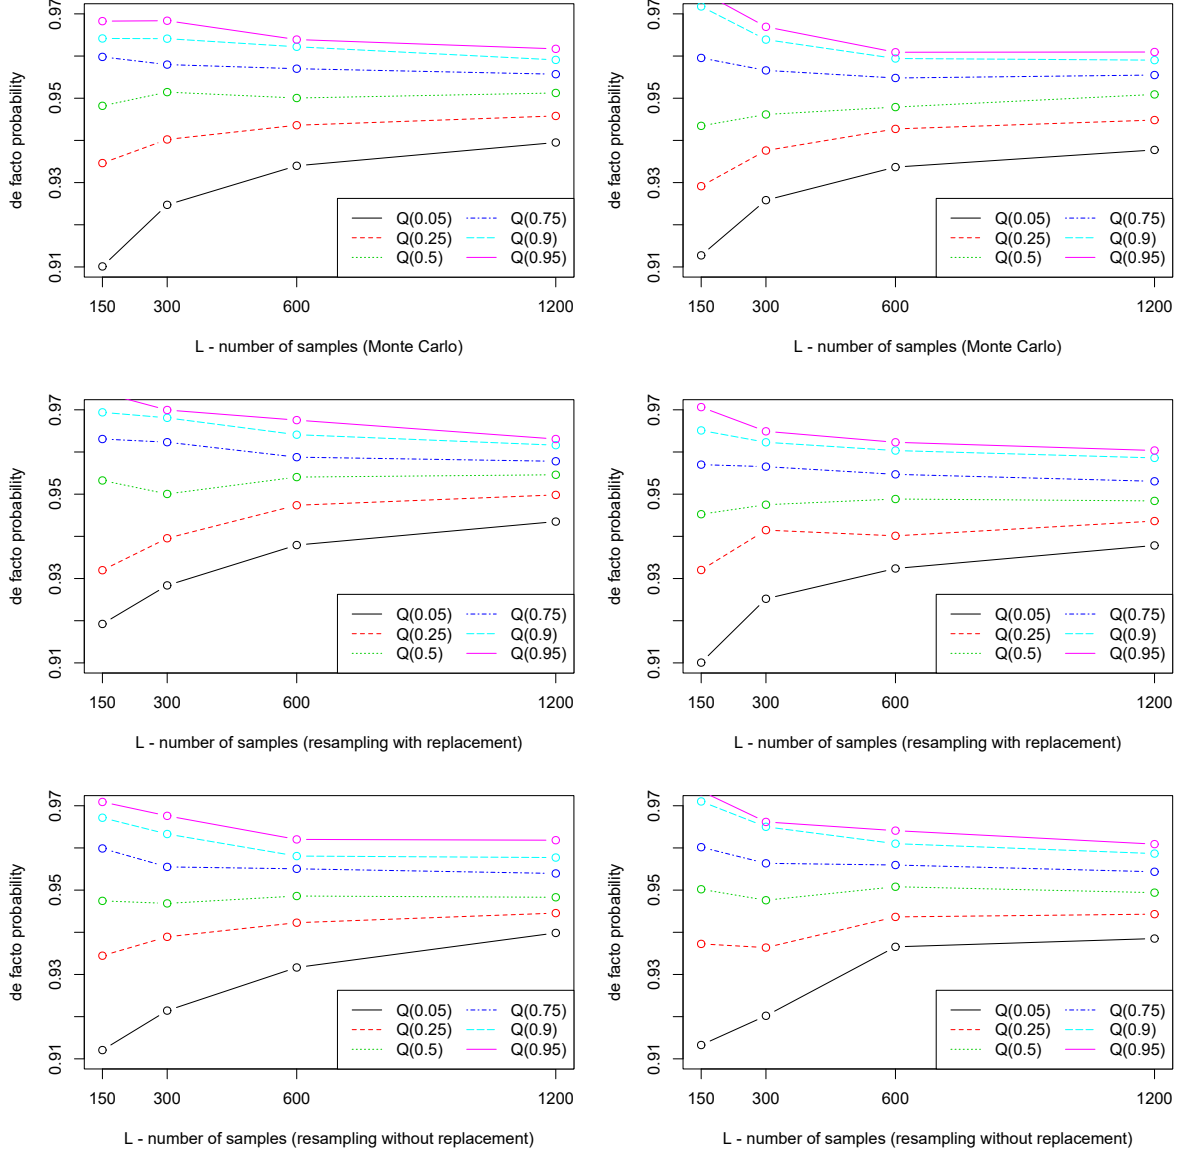 0.97
0.95
0.93
0.91
de facto probability
Q(0.05) Q(0.75)
Q(0.25) Q(0.9)
Q(0.5) Q(0.95)
150 300 600 1200
L - number of samples (Monte Carlo)
0.97
0.95
0.93
0.91
de facto probability
Q(0.05) Q(0.75)
Q(0.25) Q(0.9)
Q(0.5) Q(0.95)
150 300 600 1200
L - number of samples (Monte Carlo)
0.97
0.95
0.93
0.91
de facto probability
Q(0.05) Q(0.75)
Q(0.25) Q(0.9)
Q(0.5) Q(0.95)
150 300 600 1200
L - number of samples (resampling with replacement)
0.97
0.95
0.93
0.91
de facto probability
Q(0.05) Q(0.75)
Q(0.25) Q(0.9)
Q(0.5) Q(0.95)
150 300 600 1200
L - number of samples (resampling with replacement)
0.97
0.95
0.93
0.91
de facto probability
Q(0.05) Q(0.75)
Q(0.25) Q(0.9)
Q(0.5) Q(0.95)
150 300 600 1200
L - number of samples (resampling without replacement)
0.97
0.95
0.93
0.91
de facto probability
Q(0.05) Q(0.75)
Q(0.25) Q(0.9)
Q(0.5) Q(0.95)
150 300 600 1200
L - number of samples (resampling without replacement)